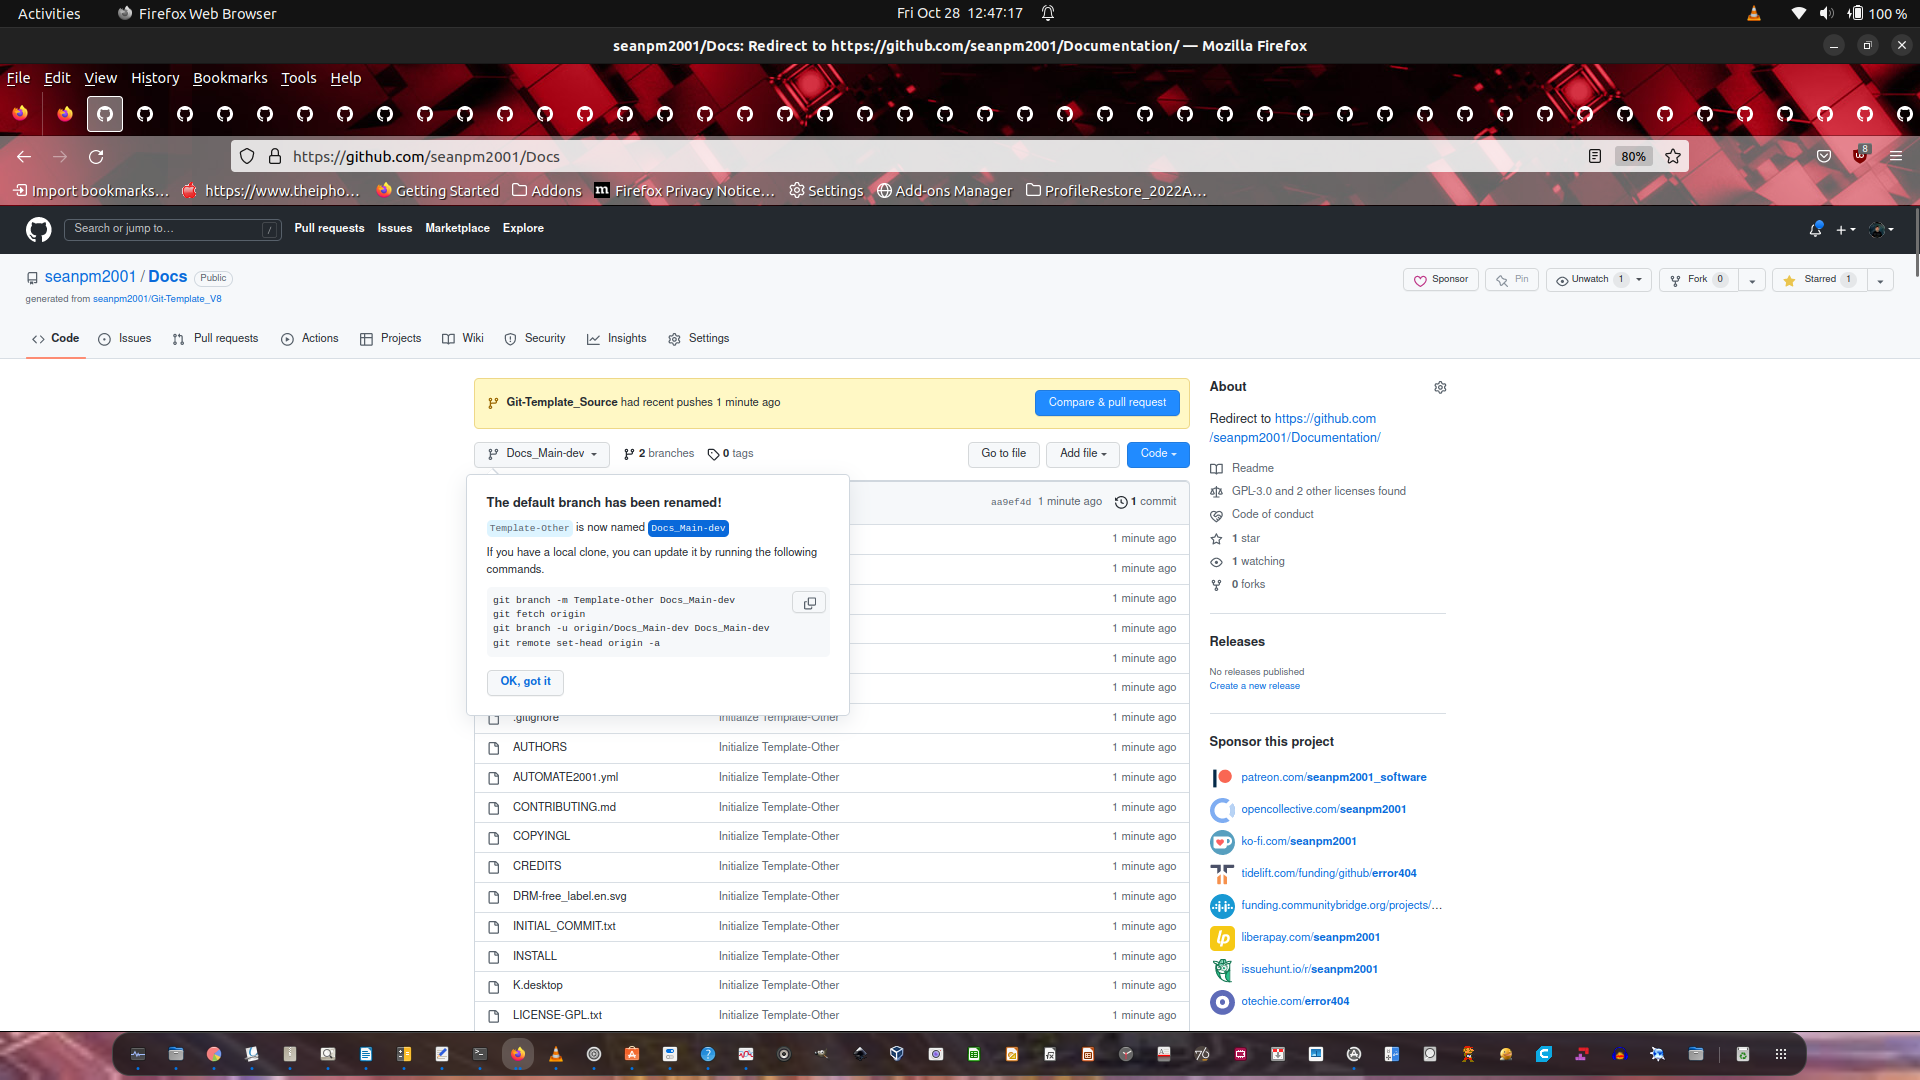 Activities
Firefox Web Browser
Fri Oct 28 12:47:17
100 %
seanpm2001/Docs: Redirect to https://github.com/seanpm2001/Documentation/ — Mozilla Firefox
File Edit View History Bookmarks Tools Help
https://github.com/seanpm2001/Docs
80%
8
Import bookmarks…
https://www.theipho…
Getting Started
Addons
Firefox Privacy Notice…
Settings
Add-ons Manager
ProfileRestore_2022A…
Search or jump to…
/
Pull requests Issues Marketplace Explore
seanpm2001 / Docs Public
generated from seanpm2001/Git-Template_V8
Sponsor
Pin
Unwatch 1
Fork 0
Starred 1
Code
Issues
Pull requests
Actions
Projects
Wiki
Security
Insights
Settings
Git-Template_Source had recent pushes 1 minute ago
Compare & pull request
Docs_Main-dev
2 branches
0 tags
Go to file
Add file
Code
The default branch has been renamed!
Template-Other is now named Docs_Main-dev
If you have a local clone, you can update it by running the following
commands.
git branch -m Template-Other Docs_Main-dev
git fetch origin
git branch -u origin/Docs_Main-dev Docs_Main-dev
git remote set-head origin -a
OK, got it
aa9ef4d 1 minute ago 1 commit
1 minute ago
1 minute ago
1 minute ago
1 minute ago
1 minute ago
1 minute ago
.gitignore Initialize Template-Other 1 minute ago
AUTHORS Initialize Template-Other 1 minute ago
AUTOMATE2001.yml Initialize Template-Other 1 minute ago
CONTRIBUTING.md Initialize Template-Other 1 minute ago
COPYINGL Initialize Template-Other 1 minute ago
CREDITS Initialize Template-Other 1 minute ago
DRM-free_label.en.svg Initialize Template-Other 1 minute ago
INITIAL_COMMIT.txt Initialize Template-Other 1 minute ago
INSTALL Initialize Template-Other 1 minute ago
K.desktop Initialize Template-Other 1 minute ago
LICENSE-GPL.txt Initialize Template-Other 1 minute ago
About
Redirect to https://github.com
/seanpm2001/Documentation/
Readme
GPL-3.0 and 2 other licenses found
Code of conduct
1 star
1 watching
0 forks
Releases
No releases published
Create a new release
Sponsor this project
patreon.com/seanpm2001_software
opencollective.com/seanpm2001
ko-fi.com/seanpm2001
tidelift.com/funding/github/error404
funding.communitybridge.org/projects/…
liberapay.com/seanpm2001
issuehunt.io/r/seanpm2001
otechie.com/error404